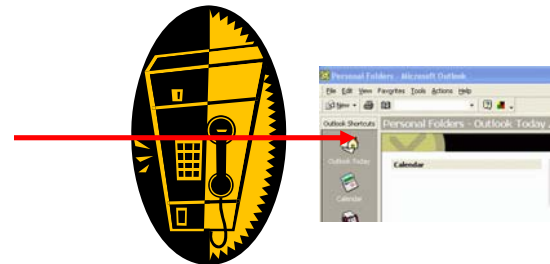 Personal Folders - Microsoft Outlook
File Edit View Favorites Tools Actions Help
New
Outlook Shortcuts
Personal Folders - Outlook Today
Outlook Today
Calendar
Calendar